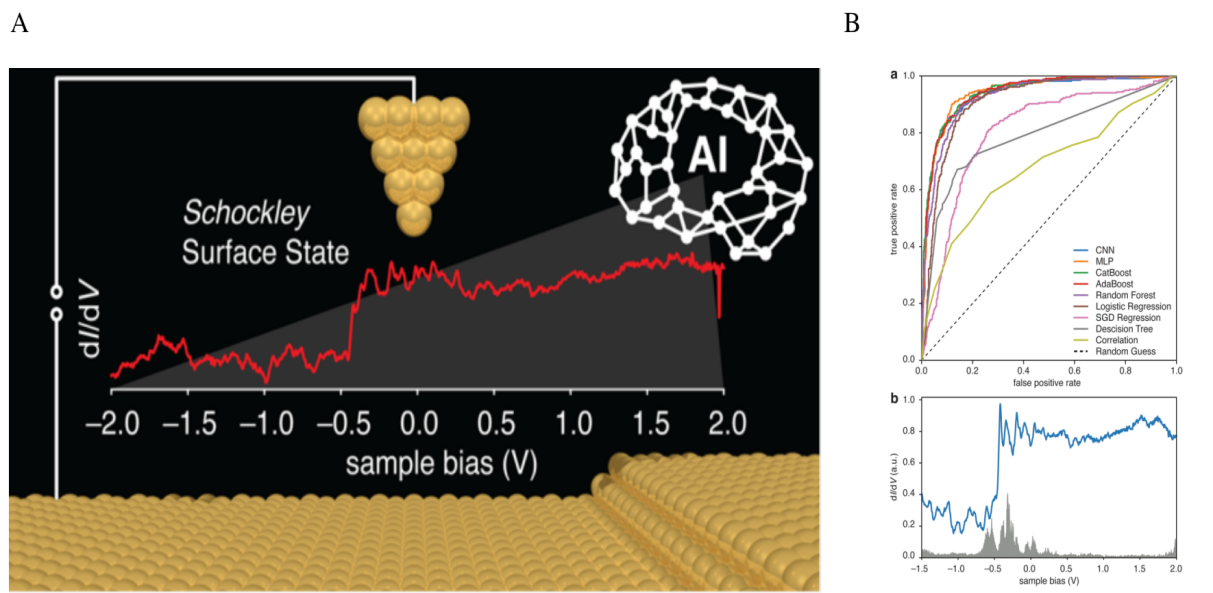 A
B
AI
Schockley
Surface State
dI/dV
−2.0 −1.5 −1.0 −0.5 0.0 0.5 1.0 1.5 2.0
sample bias (V)
a
1.0
0.8
0.6
0.4
0.2
0.0
true positive rate
CNN
MLP
CatBoost
AdaBoost
Random Forest
Logistic Regression
SGD Regression
Descision Tree
Correlation
Random Guess
0.0 0.2 0.4 0.6 0.8 1.0
false positive rate
b
1.0
0.8
0.6
0.4
0.2
0.0
dI/dV (a.u.)
−1.5 −1.0 −0.5 0.0 0.5 1.0 1.5 2.0
sample bias (V)